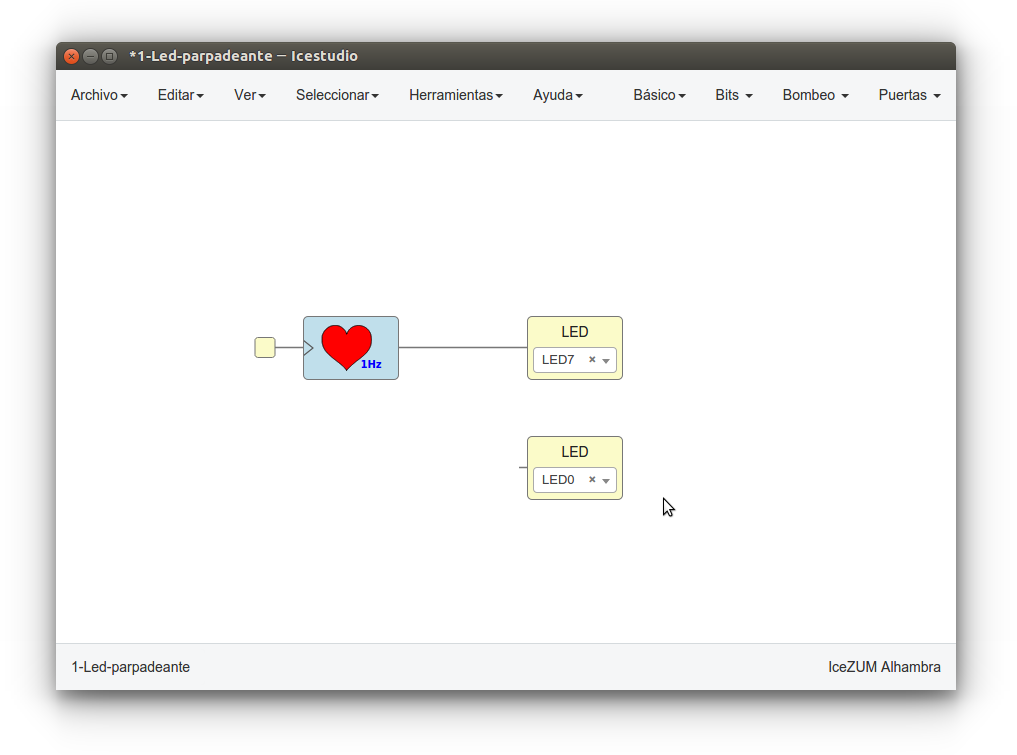 *1-Led-parpadeante — Icestudio
Archivo Editar Ver Seleccionar Herramientas Ayuda Básico Bits Bombeo Puertas
1Hz
LED
LED7 ×
LED
LED0 ×
1-Led-parpadeante IceZUM Alhambra